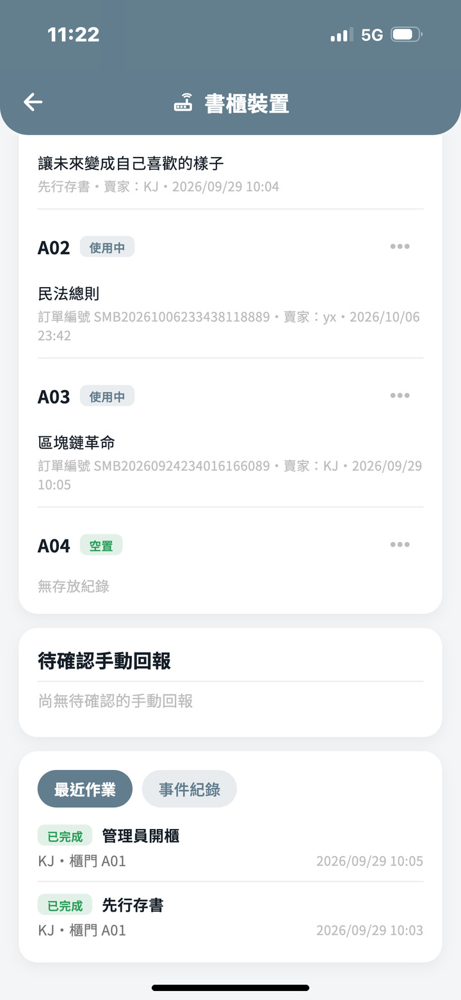 11:22
5G
書櫃裝置
讓未來變成自己喜歡的樣子
先行存書・賣家：KJ・2026/09/29 10:04
A02 使用中
民法總則
訂單編號 SMB20261006233438118889・賣家：yx・2026/10/06
23:42
A03 使用中
區塊鏈革命
訂單編號 SMB20260924234016166089・賣家：KJ・2026/09/29
10:05
A04 空置
無存放紀錄
待確認手動回報
尚無待確認的手動回報
最近作業 事件紀錄
已完成 管理員開櫃
KJ・櫃門 A01 2026/09/29 10:05
已完成 先行存書
KJ・櫃門 A01 2026/09/29 10:03